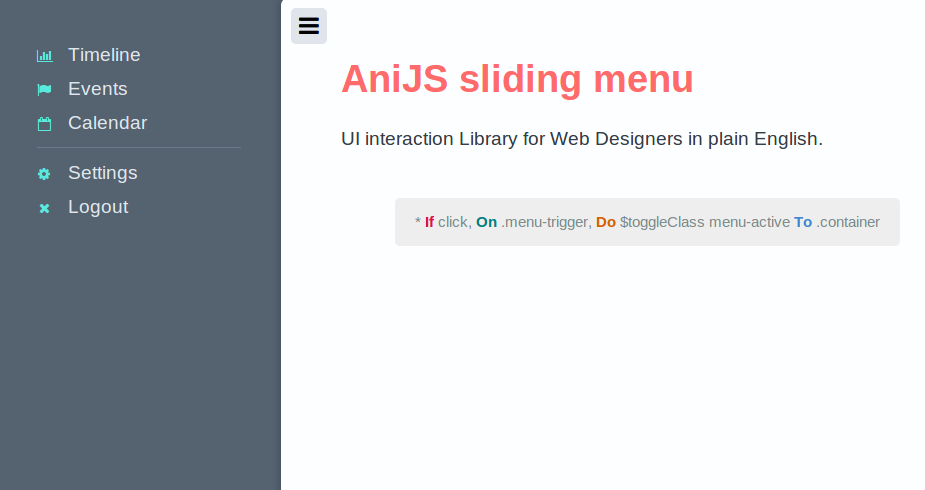 Timeline
Events
Calendar
Settings
Logout
AniJS sliding menu
UI interaction Library for Web Designers in plain English.
* If click, On .menu-trigger, Do $toggleClass menu-active To .container